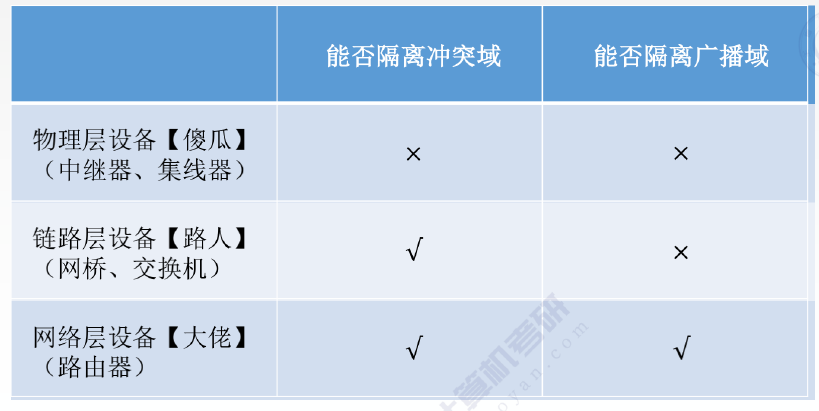 能否隔离冲突域
能否隔离广播域
物理层设备【傻瓜】
（中继器、集线器）
×
×
链路层设备【路人】
（网桥、交换机）
√
×
网络层设备【大佬】
（路由器）
√
√
算机考研
oyan.com